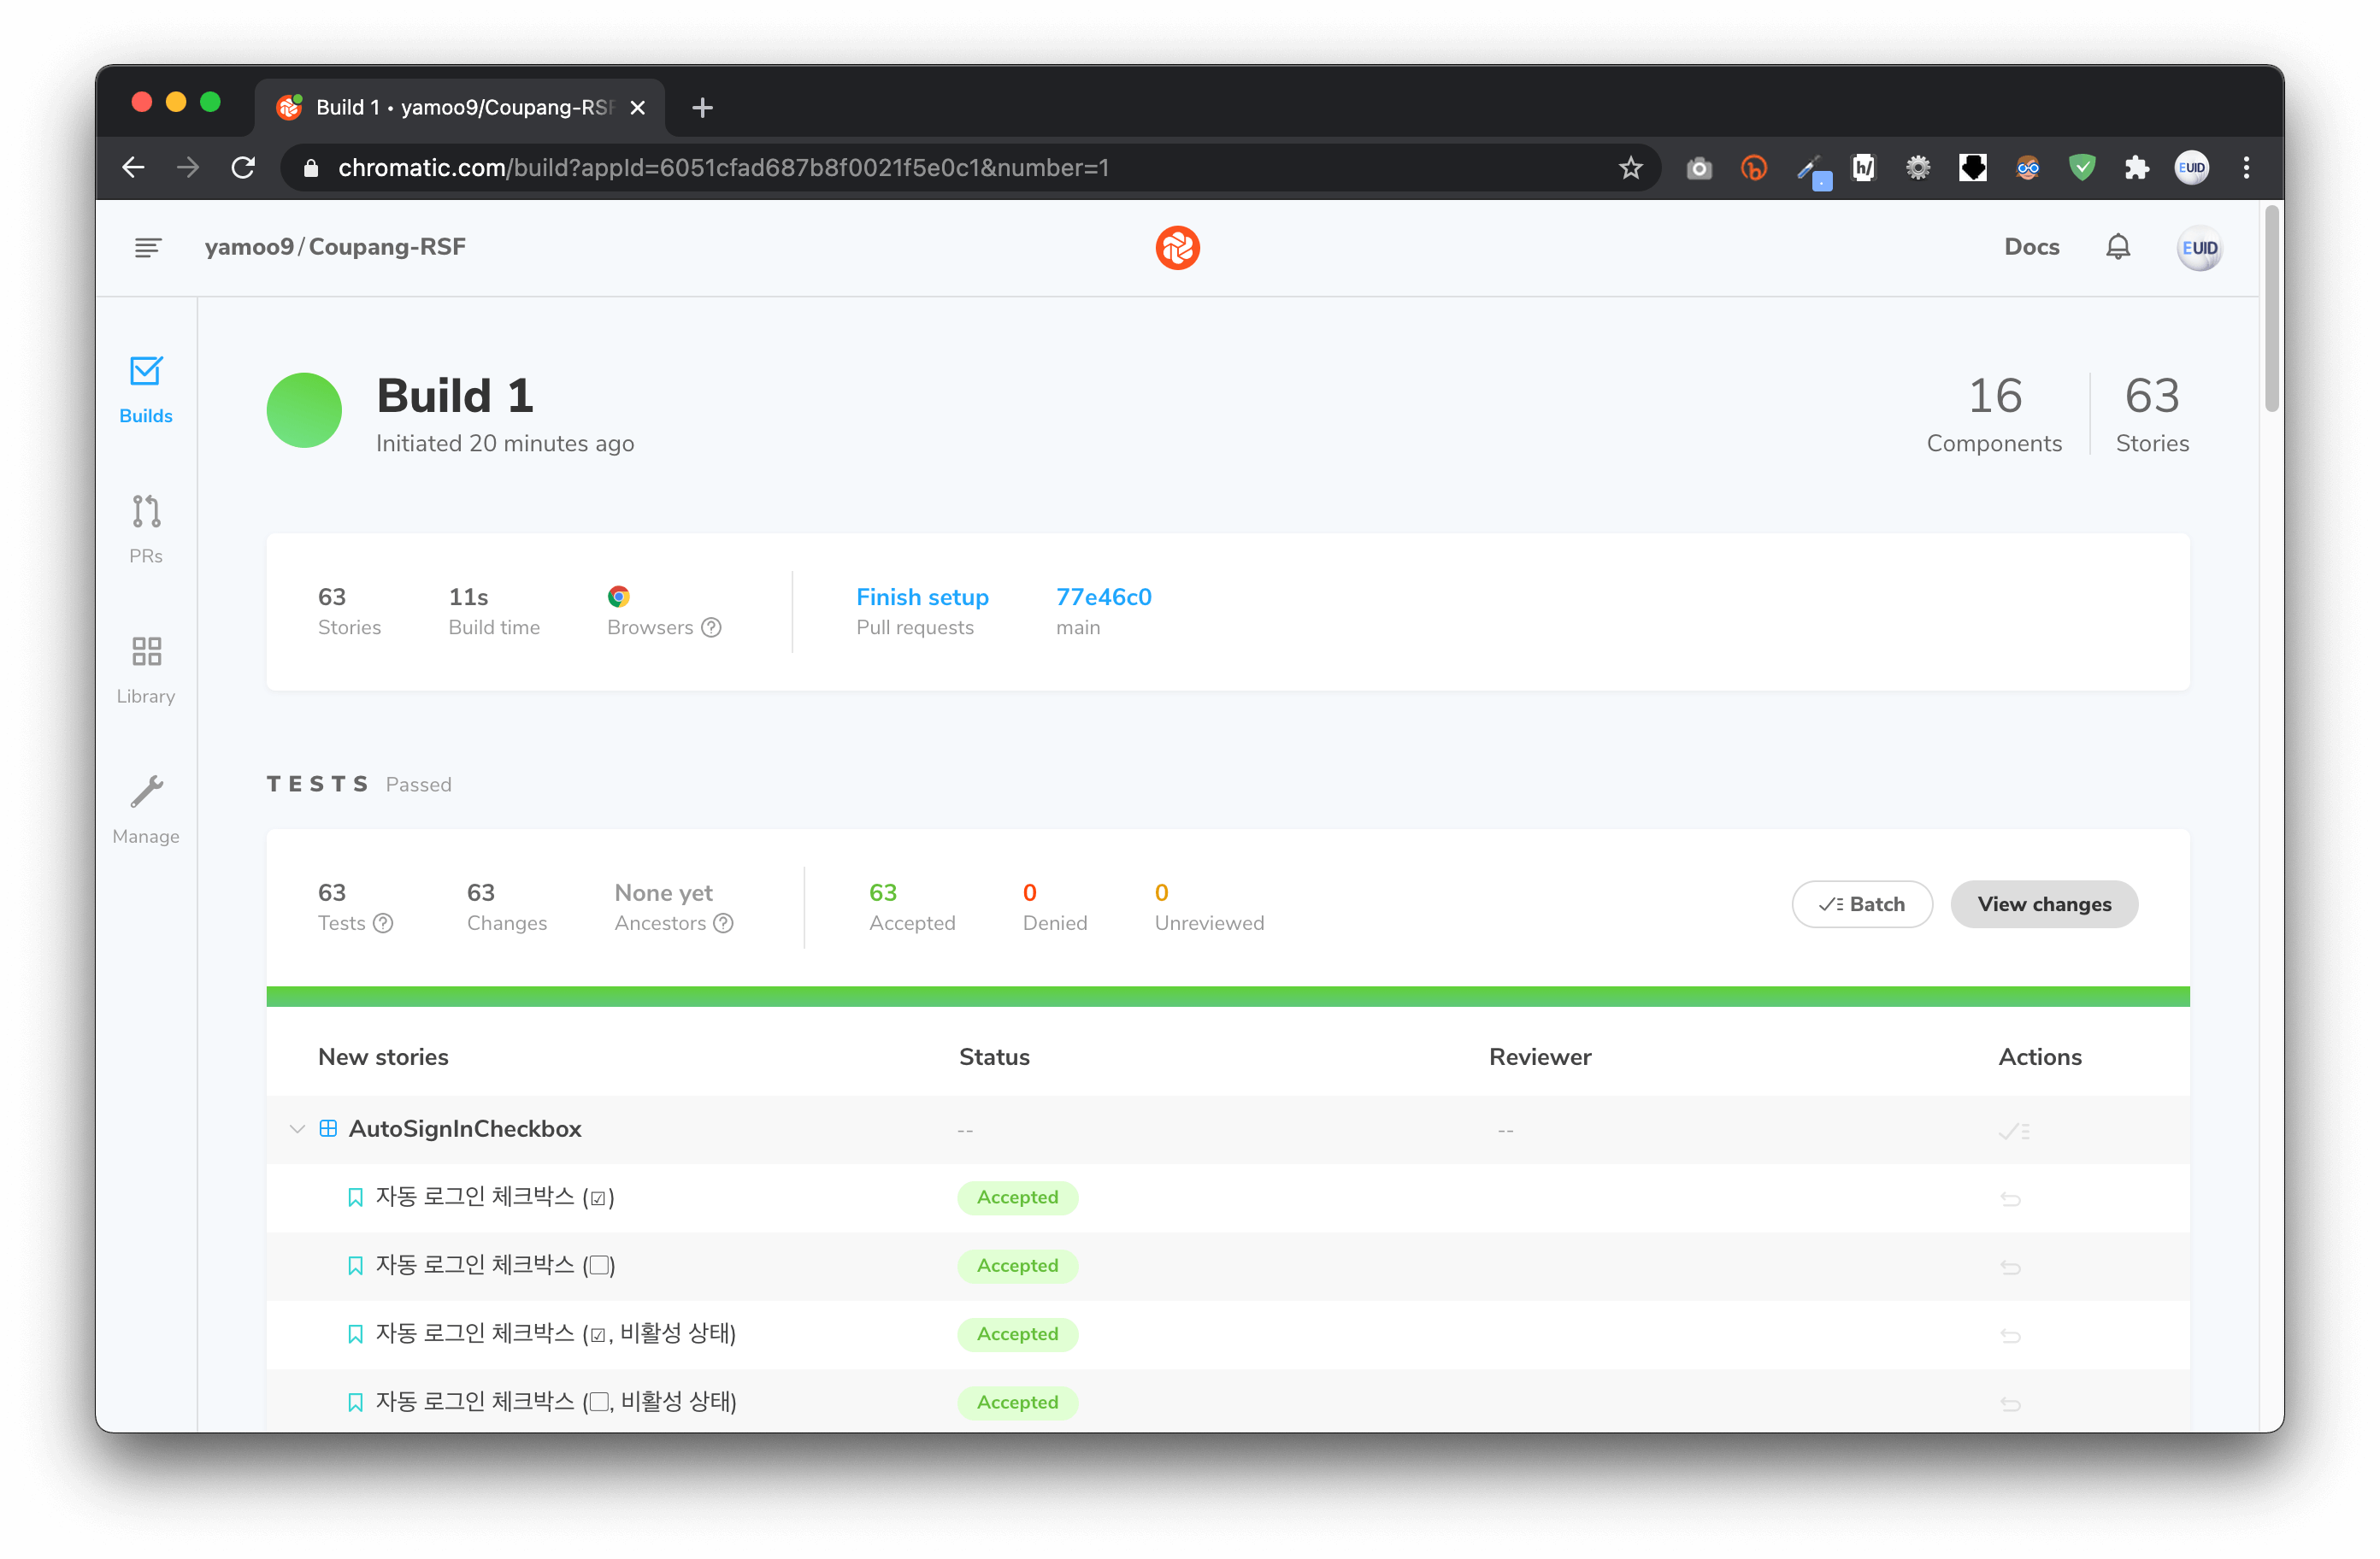 Build 1 • yamoo9/Coupang-RSF
chromatic.com/build?appId=6051cfad687b8f0021f5e0c1&number=1
h/
EUID
yamoo9/Coupang-RSF
Docs
EUID
Builds
PRs
Library
Manage
Build 1
Initiated 20 minutes ago
16
Components
63
Stories
63
Stories
11s
Build time
Browsers
Finish setup
Pull requests
77e46c0
main
TESTS Passed
63
Tests
63
Changes
None yet
Ancestors
63
Accepted
0
Denied
0
Unreviewed
Batch
View changes
New stories Status Reviewer Actions
AutoSignInCheckbox -- --
자동 로그인 체크박스 (☑) Accepted
자동 로그인 체크박스 (☐) Accepted
자동 로그인 체크박스 (☑, 비활성 상태) Accepted
자동 로그인 체크박스 (☐, 비활성 상태) Accepted